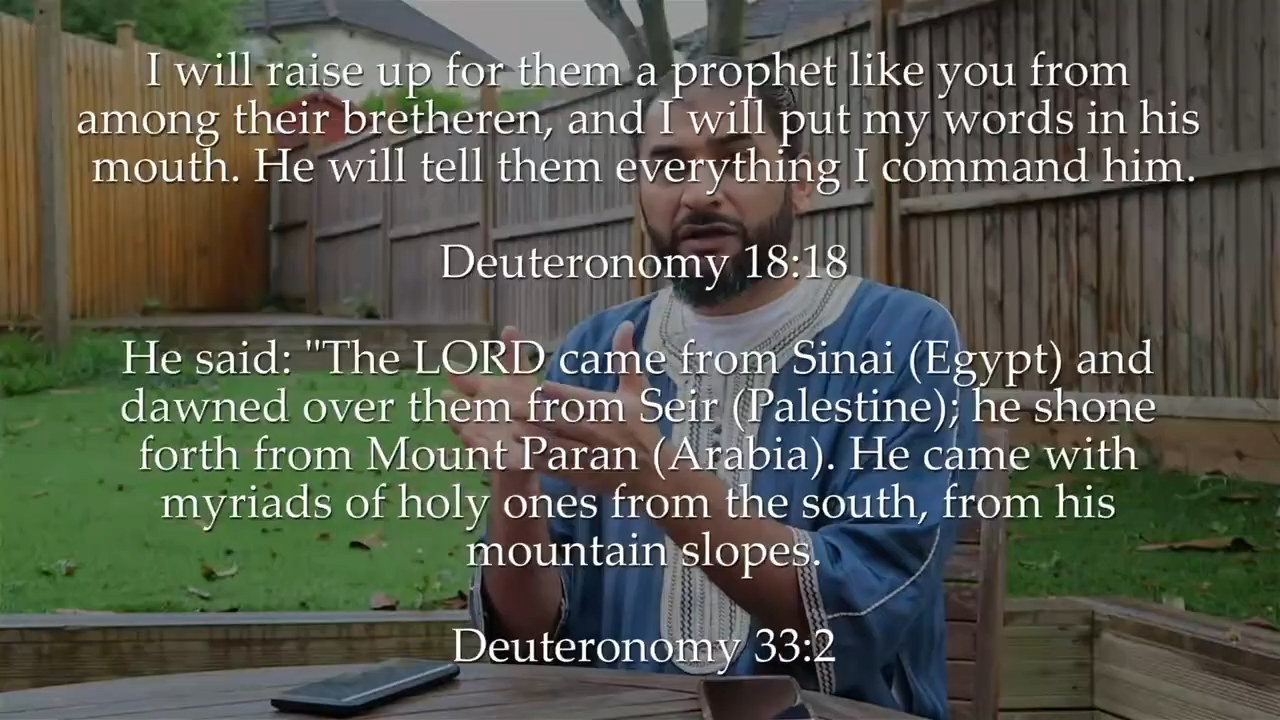 I will raise up for them a prophet like you from
among their bretheren, and I will put my words in his
mouth. He will tell them everything I command him.
Deuteronomy 18:18
He said: "The LORD came from Sinai (Egypt) and
dawned over them from Seir (Palestine); he shone
forth from Mount Paran (Arabia). He came with
myriads of holy ones from the south, from his
mountain slopes.
Deuteronomy 33:2